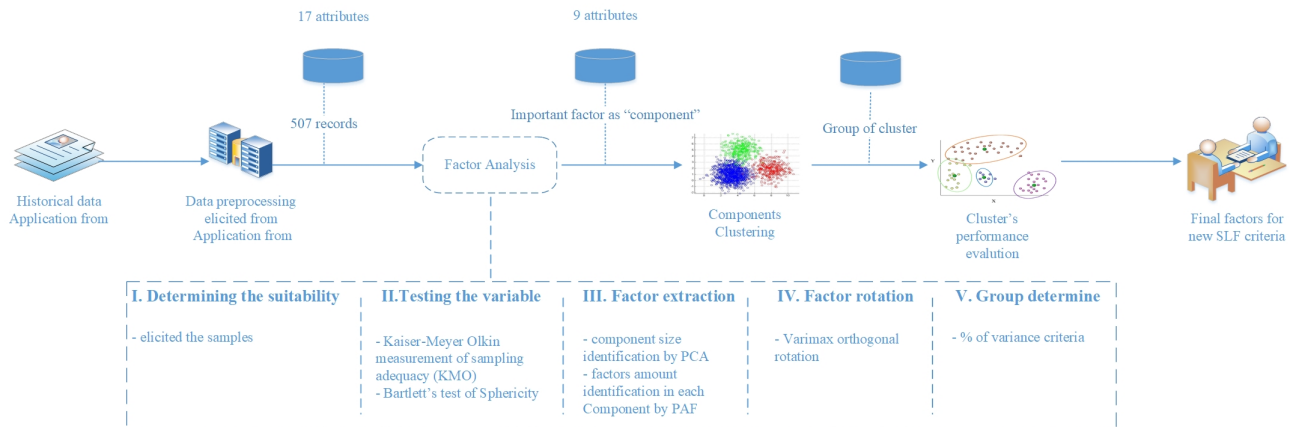 17 attributes
9 attributes
507 records
Important factor as “component”
Group of cluster
Factor Analysis
Historical data
Application from
Data preprocessing
elicited from
Application from
Components
Clustering
Y
X
Cluster’s
performance
evalution
Final factors for
new SLF criteria
I. Determining the suitability
- elicited the samples
II.Testing the variable
- Kaiser-Meyer Olkin
measurement of sampling
adequacy (KMO)
- Bartlett’s test of Sphericity
III. Factor extraction
- component size
identification by PCA
- factors amount
identification in each
Component by PAF
IV. Factor rotation
- Varimax orthogonal
rotation
V. Group determine
- % of variance criteria